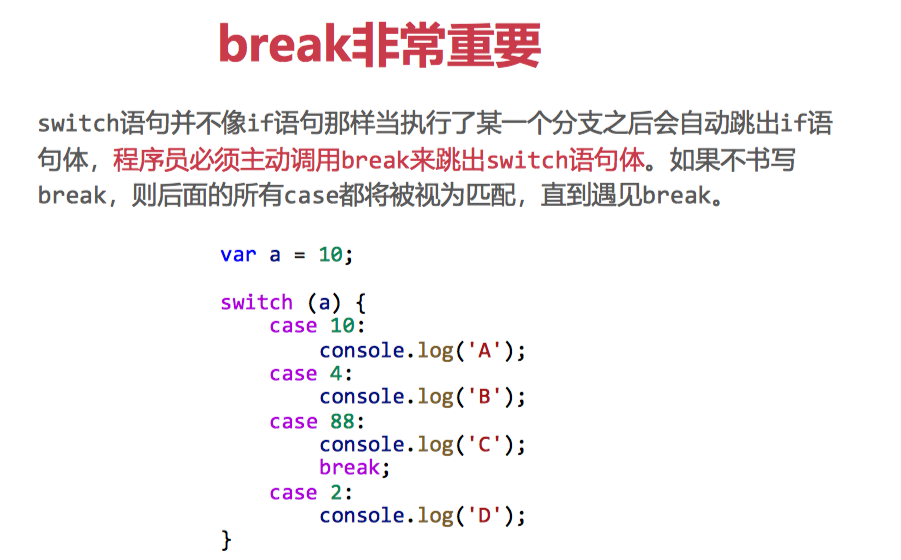 break非常重要
switch语句并不像if语句那样当执行了某一个分支之后会自动跳出if语
句体，程序员必须主动调用break来跳出switch语句体。如果不书写
break，则后面的所有case都将被视为匹配，直到遇见break。
var a = 10;
switch (a) {
    case 10:
        console.log('A');
    case 4:
        console.log('B');
    case 88:
        console.log('C');
        break;
    case 2:
        console.log('D');
}